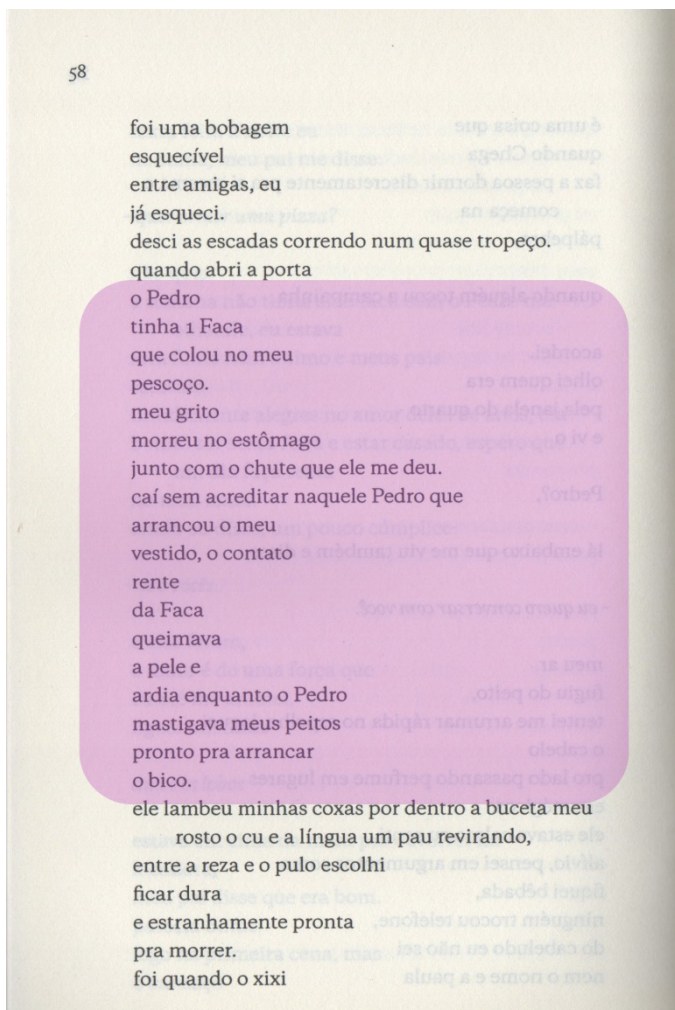 58
foi uma bobagem
esquecível
entre amigas, eu
já esqueci.
desci as escadas correndo num quase tropeço.
quando abri a porta
o Pedro
tinha 1 Faca
que colou no meu
pescoço.
meu grito
morreu no estômago
junto com o chute que ele me deu.
caí sem acreditar naquele Pedro que
arrancou o meu
vestido, o contato
rente
da Faca
queimava
a pele e
ardia enquanto o Pedro
mastigava meus peitos
pronto pra arrancar
o bico.
ele lambeu minhas coxas por dentro a buceta meu
rosto o cu e a língua um pau revirando,
entre a reza e o pulo escolhi
ficar dura
e estranhamente pronta
pra morrer.
foi quando o xixi